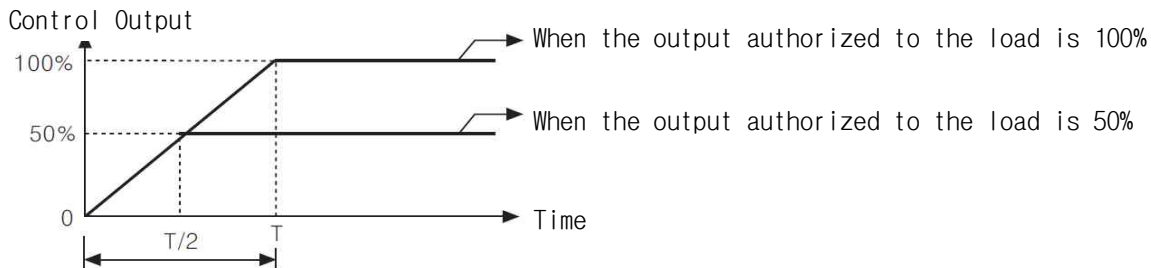 Control Output
100%
When the output authorized to the load is 100%
50%
When the output authorized to the load is 50%
0
Time
T/2
T